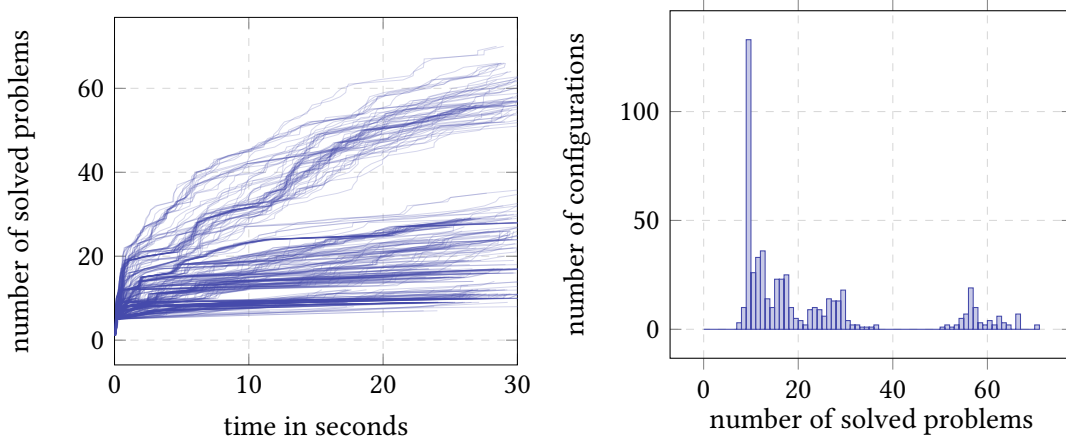 number of solved problems
60
40
20
0
0 10 20 30
time in seconds
number of configurations
100
50
0
0 20 40 60
number of solved problems